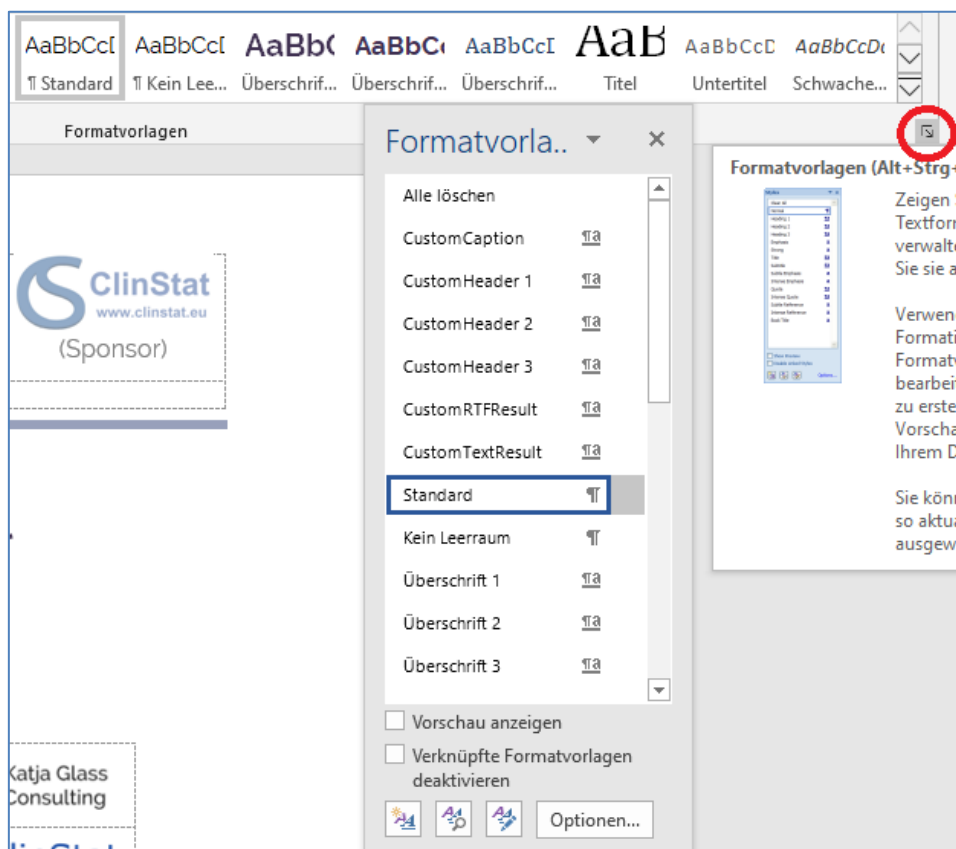 AaBbCcI AaBbCcI AaBb( AaBbC AaBbCcI AaB AaBbCcD AaBbCcD
¶ Standard ¶ Kein Lee... Überschrif... Überschrif... Überschrif... Titel Untertitel Schwache...
Formatvorlagen
ClinStat
www.clinstat.eu
(Sponsor)
Katja Glass
Consulting
ClinStat
Formatvorla..
Alle löschen
CustomCaption ¶a
CustomHeader 1 ¶a
CustomHeader 2 ¶a
CustomHeader 3 ¶a
CustomRTFResult ¶a
CustomTextResult ¶a
Standard ¶
Kein Leerraum ¶
Überschrift 1 ¶a
Überschrift 2 ¶a
Überschrift 3 ¶a
Vorschau anzeigen
Verknüpfte Formatvorlagen
deaktivieren
Optionen...
Formatvorlagen (Alt+Strg+
Zeigen
Textform
verwalte
Sie sie a
Verwen
Formati
Formatv
bearbeit
zu erste
Vorscha
Ihrem D
Sie könn
so aktua
ausgew